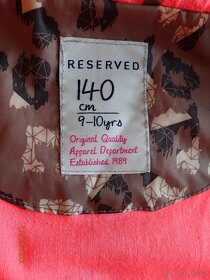 RESERVED
140
cm
9-10yrs
Original Quality
Apparel Department
Established 1989